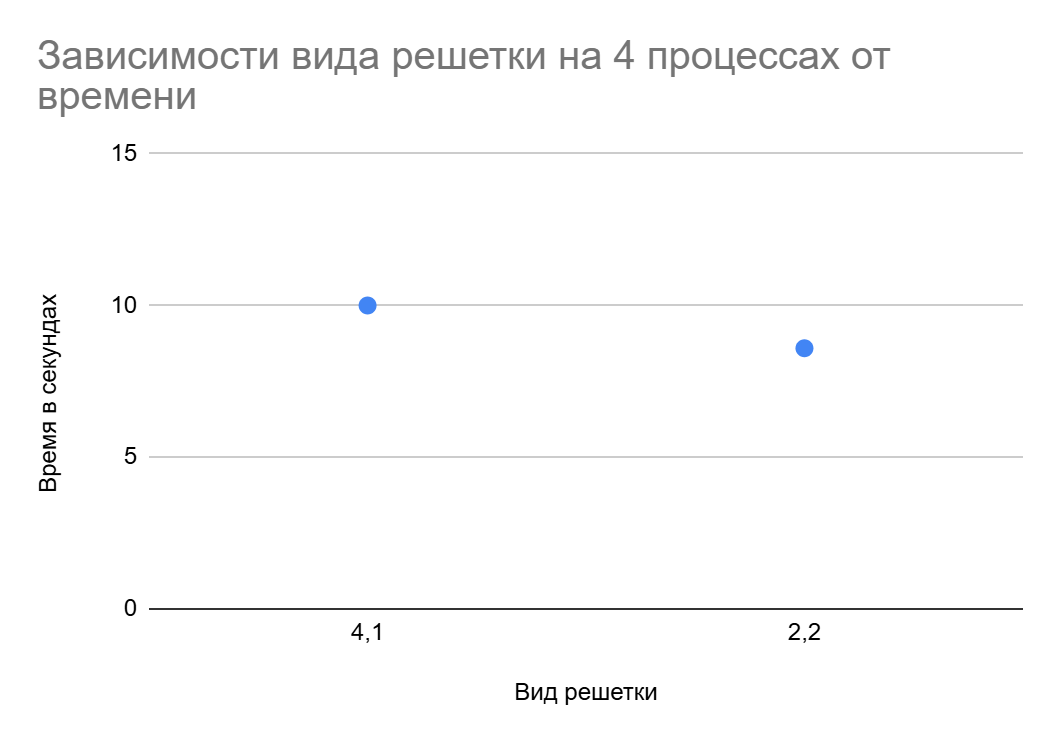 Зависимости вида решетки на 4 процессах от
времени
15
10
5
0
Время в секундах
4,1
2,2
Вид решетки